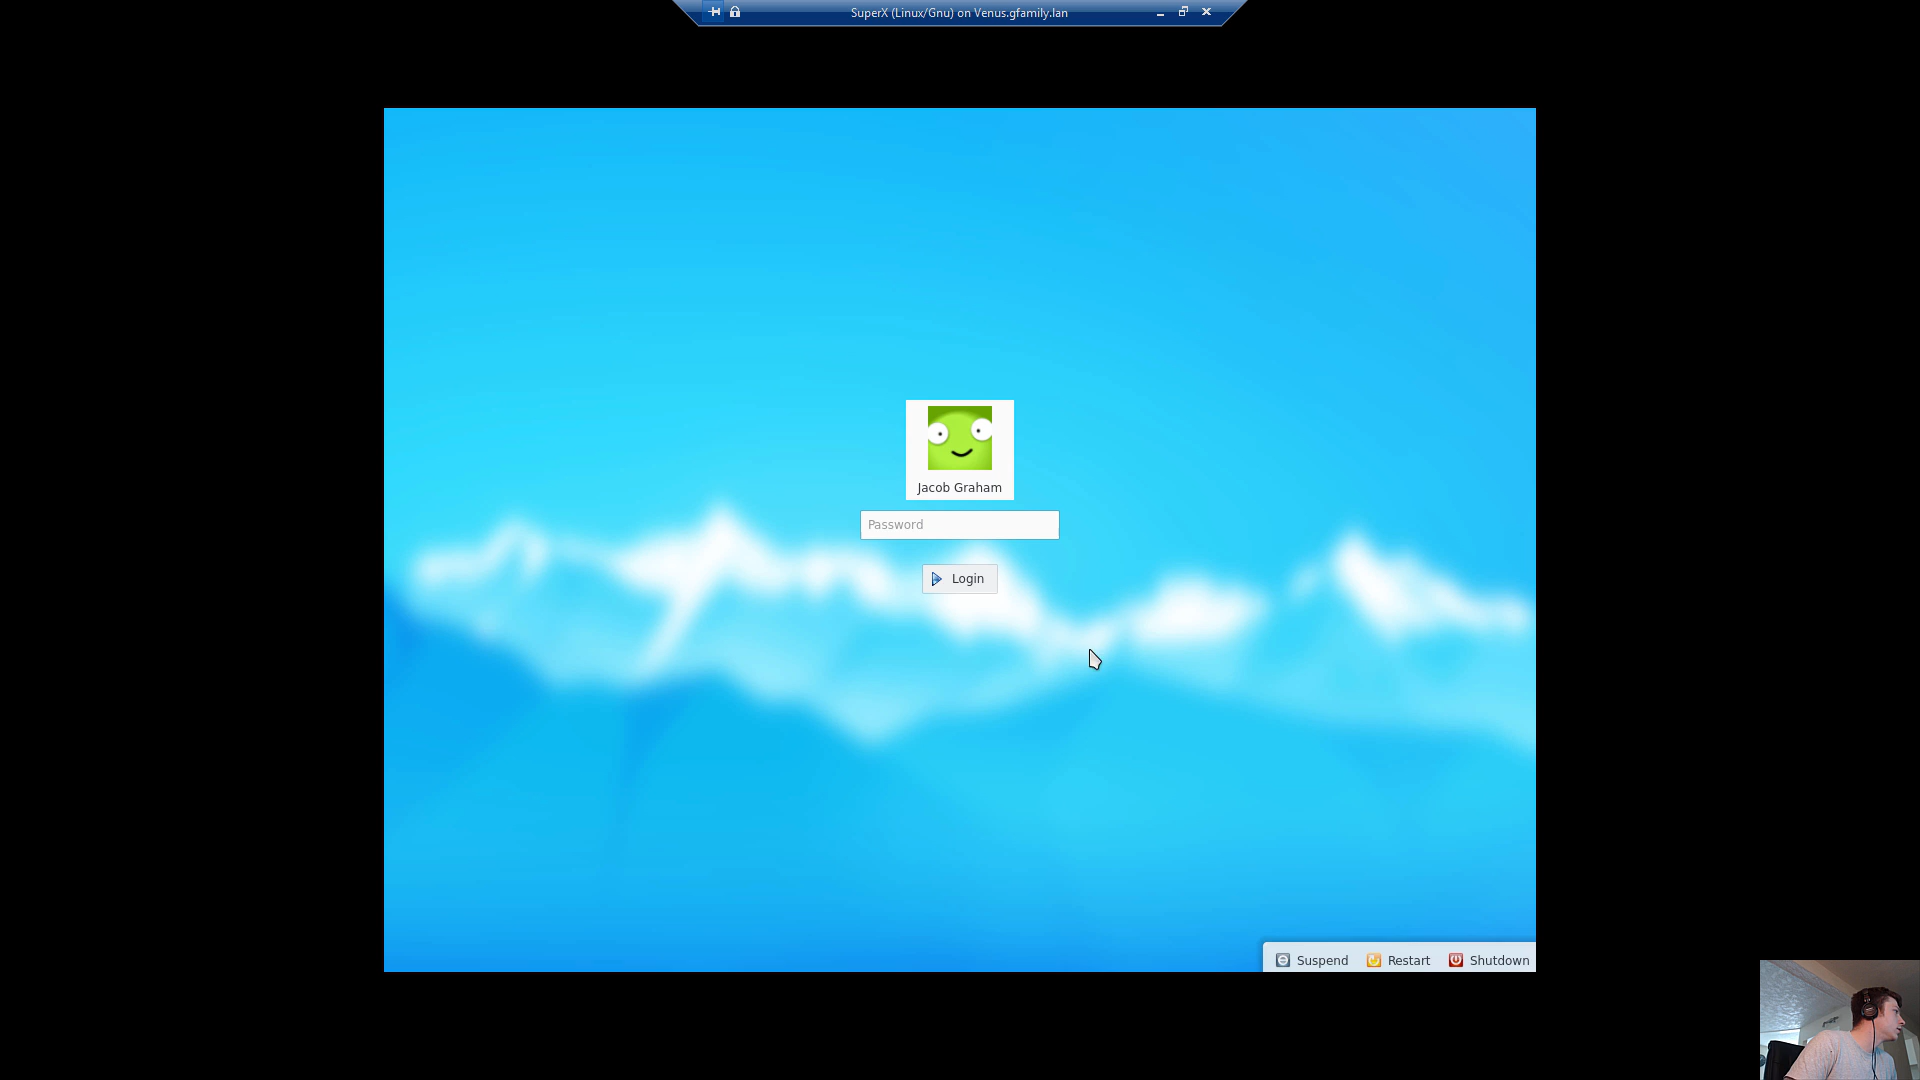 SuperX (Linux/Gnu) on Venus.gfamily.lan
Jacob Graham
Password
Login
Suspend Restart Shutdown